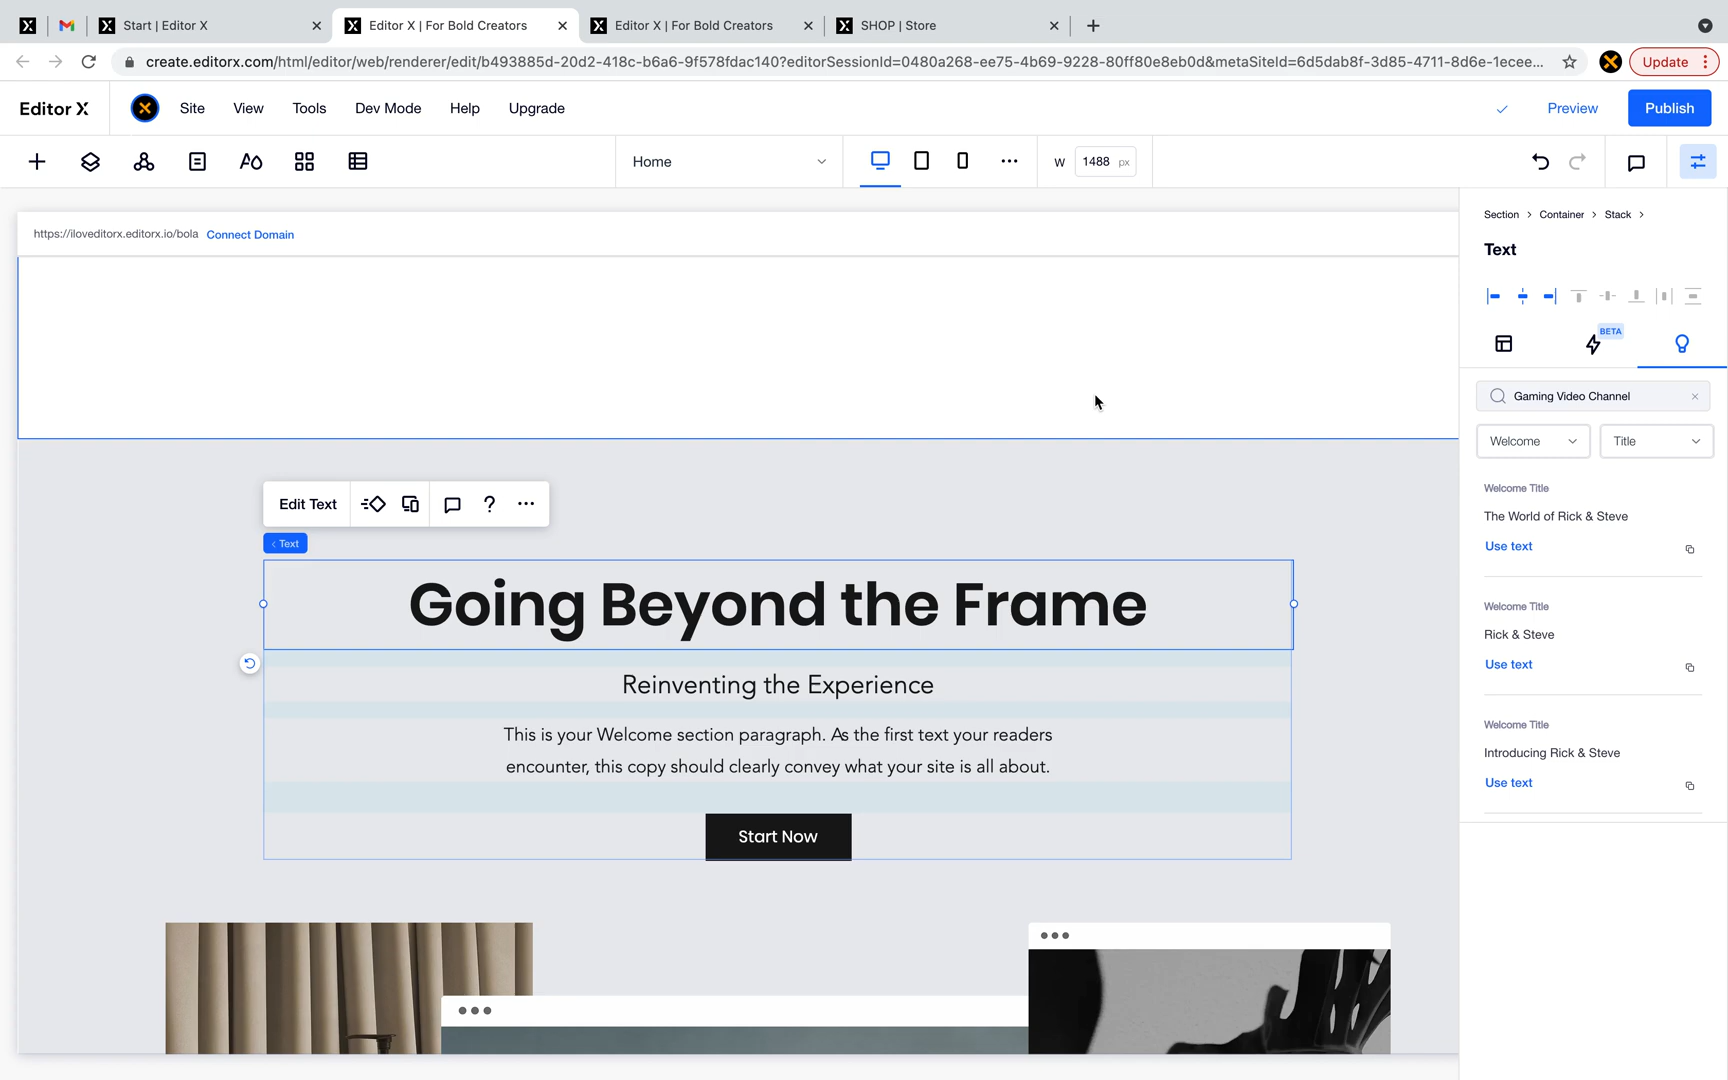 Start | Editor X
Editor X | For Bold Creators
Editor X | For Bold Creators
SHOP | Store
create.editorx.com/html/editor/web/renderer/edit/b493885d-20d2-418c-b6a6-9f578fdac140?editorSessionId=0480a268-ee75-4b69-9228-80ff80e8eb0d&metaSiteId=6d5dab8f-3d85-4711-8d6e-1ecee...
Update
Editor X
Site
View
Tools
Dev Mode
Help
Upgrade
Preview
Publish
Home
W
1488 px
https://iloveditorx.editorx.io/bola
Connect Domain
Section > Container > Stack >
Text
BETA
Gaming Video Channel
Welcome
Title
Welcome Title
The World of Rick & Steve
Use text
Welcome Title
Rick & Steve
Use text
Welcome Title
Introducing Rick & Steve
Use text
Edit Text
?
< Text
Going Beyond the Frame
Reinventing the Experience
This is your Welcome section paragraph. As the first text your readers
encounter, this copy should clearly convey what your site is all about.
Start Now